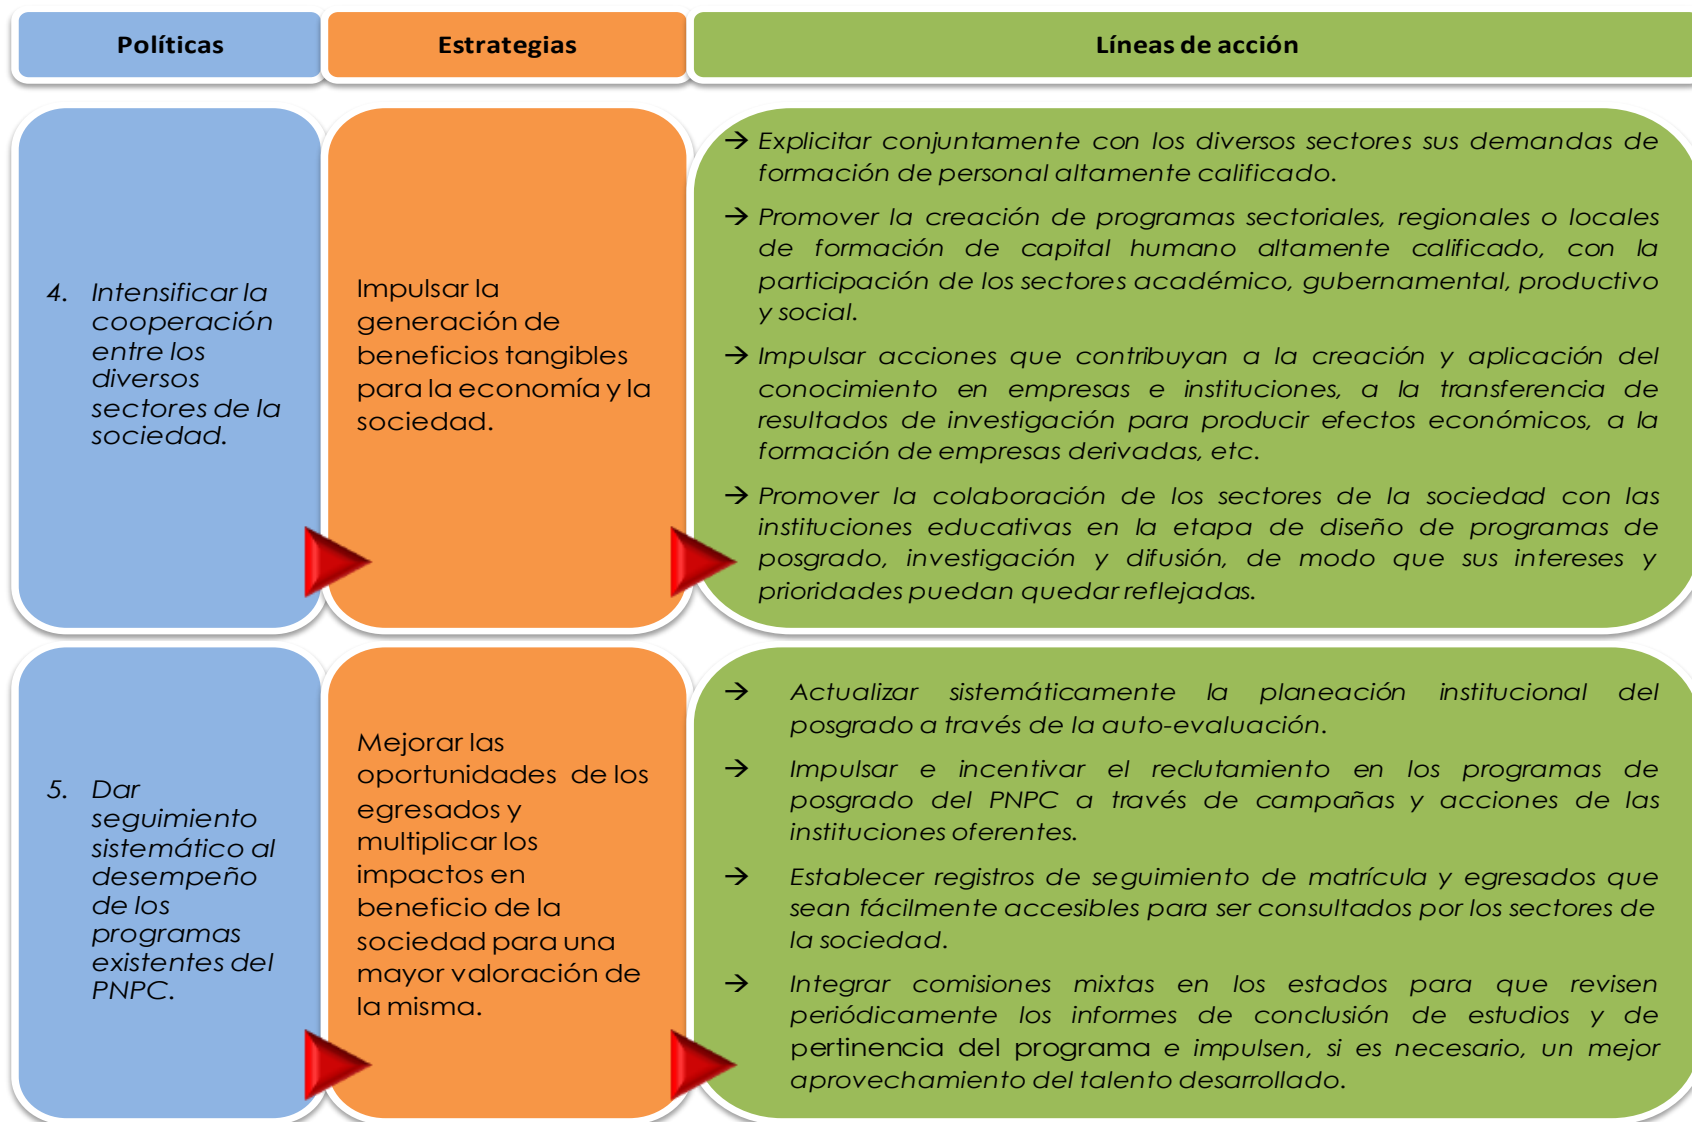 Políticas
Estrategias
Líneas de acción
4. Intensificar la
cooperación
entre los
diversos
sectores de la
sociedad.
Impulsar la
generación de
beneficios tangibles
para la economía y la
sociedad.
→ Explicitar conjuntamente con los diversos sectores sus demandas de
formación de personal altamente calificado.
→ Promover la creación de programas sectoriales, regionales o locales
de formación de capital humano altamente calificado, con la
participación de los sectores académico, gubernamental, productivo
y social.
→ Impulsar acciones que contribuyan a la creación y aplicación del
conocimiento en empresas e instituciones, a la transferencia de
resultados de investigación para producir efectos económicos, a la
formación de empresas derivadas, etc.
→ Promover la colaboración de los sectores de la sociedad con las
instituciones educativas en la etapa de diseño de programas de
posgrado, investigación y difusión, de modo que sus intereses y
prioridades puedan quedar reflejadas.
5. Dar
seguimiento
sistemático al
desempeño
de los
programas
existentes del
PNPC.
Mejorar las
oportunidades de los
egresados y
multiplicar los
impactos en
beneficio de la
sociedad para una
mayor valoración de
la misma.
→ Actualizar sistemáticamente la planeación institucional del
posgrado a través de la auto-evaluación.
→ Impulsar e incentivar el reclutamiento en los programas de
posgrado del PNPC a través de campañas y acciones de las
instituciones oferentes.
→ Establecer registros de seguimiento de matrícula y egresados que
sean fácilmente accesibles para ser consultados por los sectores de
la sociedad.
→ Integrar comisiones mixtas en los estados para que revisen
periódicamente los informes de conclusión de estudios y de
pertinencia del programa e impulsen, si es necesario, un mejor
aprovechamiento del talento desarrollado.